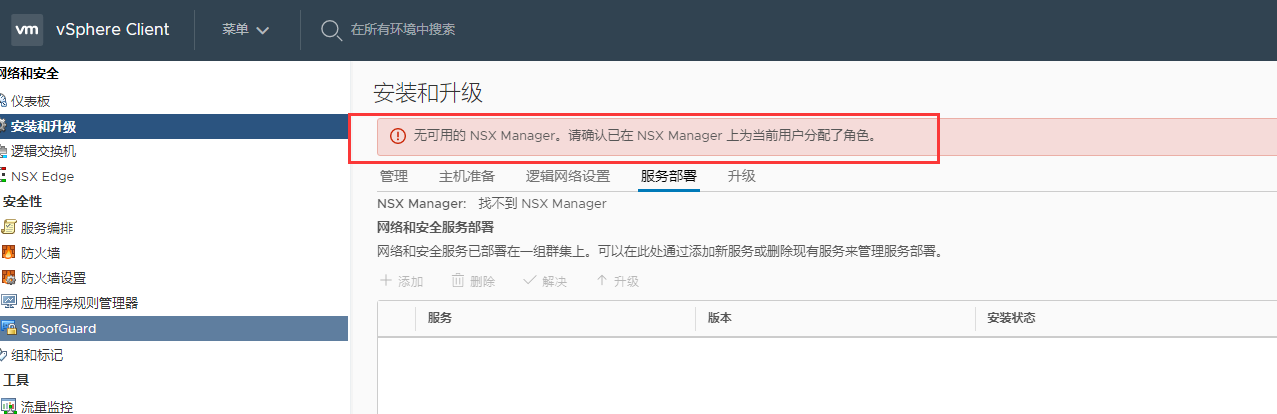 vm vSphere Client 菜单 在所有环境中搜索
网络和安全
仪表板
安装和升级
逻辑交换机
NSX Edge
安全性
服务编排
防火墙
防火墙设置
应用程序规则管理器
SpoofGuard
组和标记
工具
流量监控
安装和升级
无可用的 NSX Manager。请确认已在 NSX Manager 上为当前用户分配了角色。
管理 主机准备 逻辑网络设置 服务部署 升级
NSX Manager: 找不到 NSX Manager
网络和安全服务部署
网络和安全服务已部署在一组群集上。可以在此处通过添加新服务或删除现有服务来管理服务部署。
添加 删除 解决 升级
服务 版本 安装状态